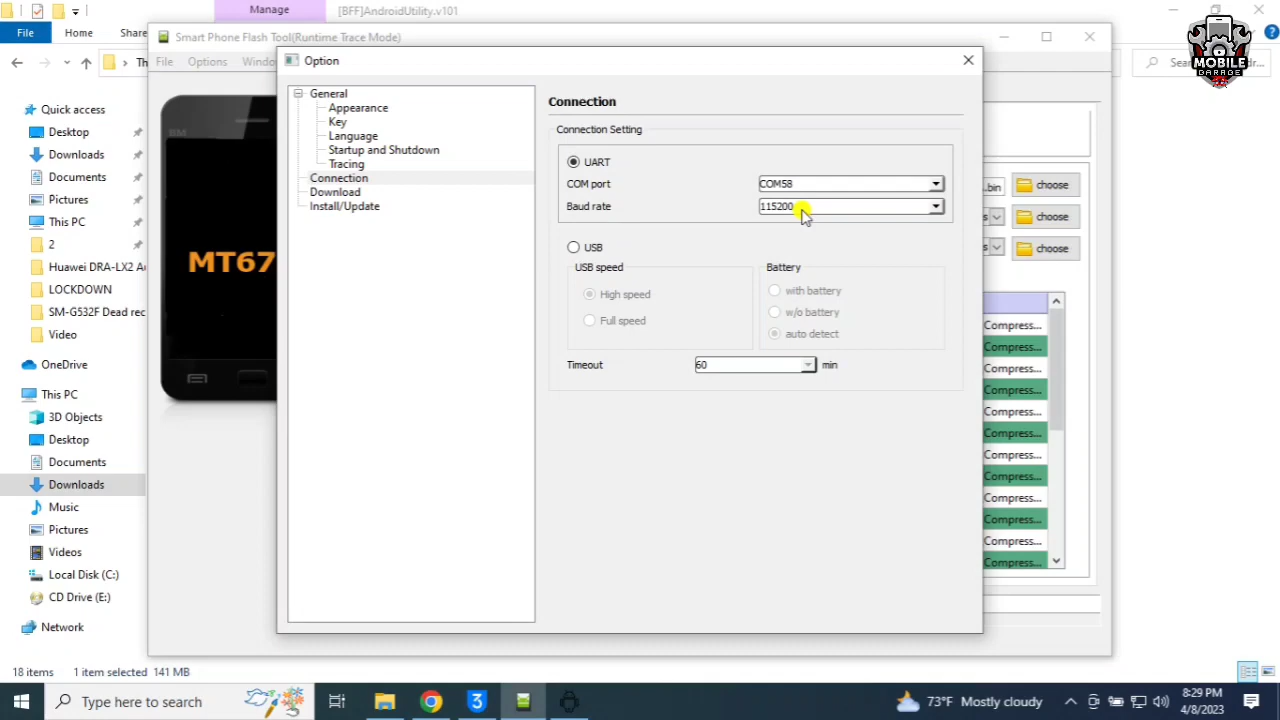 Manage
[BFF]AndroidUtility.v101
File
Home
Share
Smart Phone Flash Tool(Runtime Trace Mode)
MOBILE
GARAGE
File
Options
Option
General
Appearance
Key
Language
Startup and Shutdown
Tracing
Connection
Download
Install/Update
Connection
Connection Setting
UART
COM port
COM58
Baud rate
115200
USB
USB speed
High speed
Full speed
Battery
with battery
w/o battery
auto detect
Timeout
60
min
BM
MT67
.bin
choose
choose
choose
Compress...
Compress...
Compress...
Compress...
Compress...
Compress...
Compress...
Compress...
Compress...
Compress...
Compress...
Compress...
Quick access
Desktop
Downloads
Documents
Pictures
This PC
2
Huawei DRA-LX2 Au
LOCKDOWN
SM-G532F Dead rec
Video
OneDrive
This PC
3D Objects
Desktop
Documents
Downloads
Music
Pictures
Videos
Local Disk (C:)
CD Drive (E:)
Network
18 items
1 item selected 141 MB
Type here to search
3
73°F Mostly cloudy
8:29 PM
4/8/2023